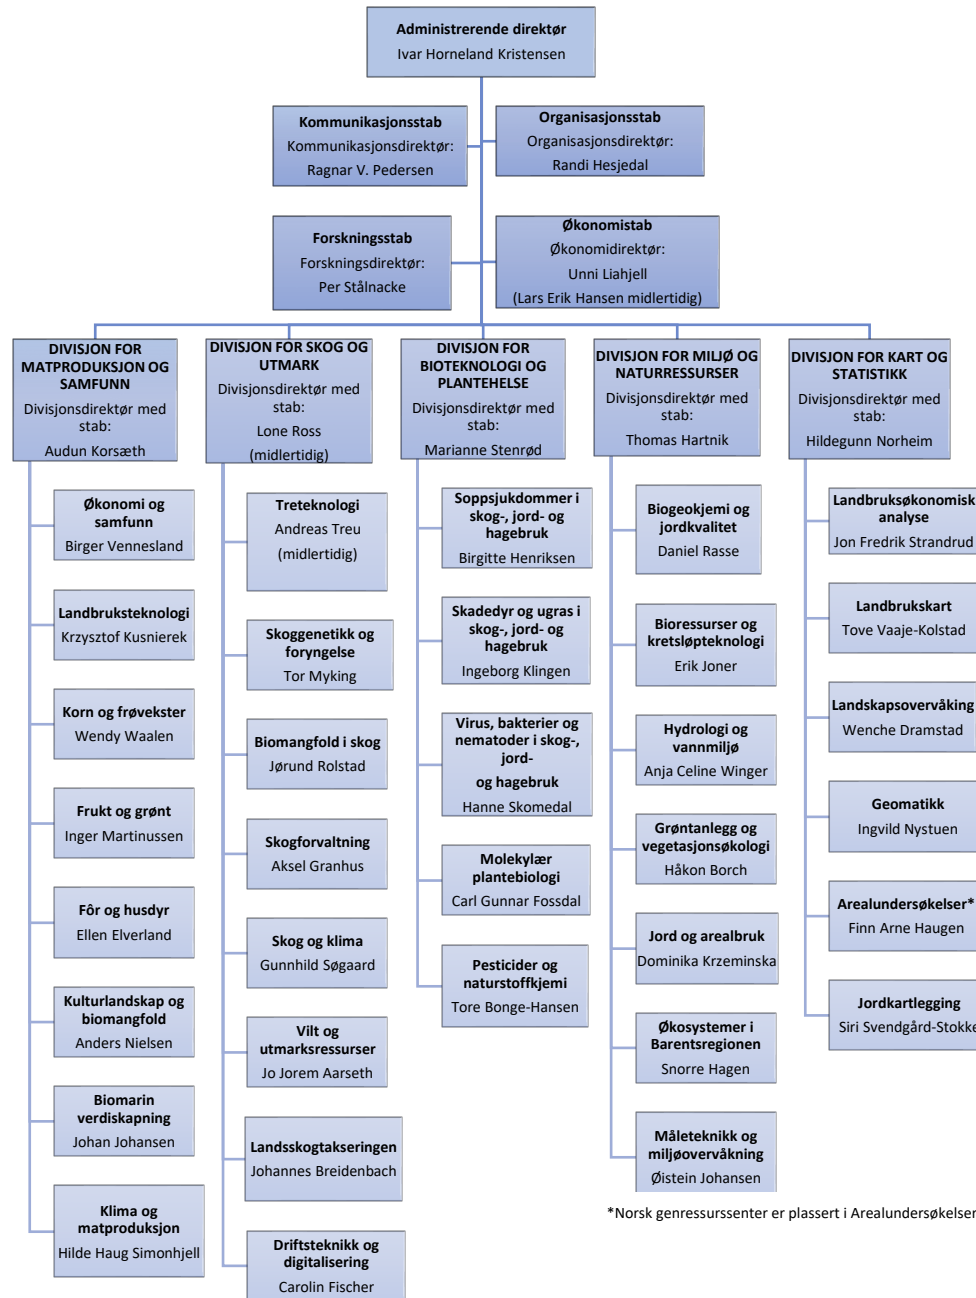 Administrerende direktør
Ivar Horneland Kristensen
Kommunikasjonsstab
Kommunikasjonsdirektør:
Ragnar V. Pedersen
Organisasjonsstab
Organisasjonsdirektør:
Randi Hesjedal
Forskningsstab
Forskningsdirektør:
Per Stålnacke
Økonomistab
Økonomidirektør:
Unni Liahjell
(Lars Erik Hansen midlertidig)
DIVISJON FOR
MATPRODUKSJON OG
SAMFUNN
Divisjonsdirektør med
stab:
Audun Korsæth
Økonomi og
samfunn
Birger Vennesland
Landbruksteknologi
Krzysztof Kusnierek
Korn og frøvekster
Wendy Waalen
Frukt og grønt
Inger Martinussen
Fôr og husdyr
Ellen Elverland
Kulturlandskap og
biomangfold
Anders Nielsen
Biomarin
verdiskapning
Johan Johansen
Klima og
matproduksjon
Hilde Haug Simonhjell
DIVISJON FOR SKOG OG
UTMARK
Divisjonsdirektør med
stab:
Lone Ross
(midlertidig)
Treteknologi
Andreas Treu
(midlertidig)
Skoggenetikk og
foryngelse
Tor Myking
Biomangfold i skog
Jørund Rolstad
Skogforvaltning
Aksel Granhus
Skog og klima
Gunnhild Søgaard
Vilt og
utmarksressurser
Jo Jorem Aarseth
Landsskogtakseringen
Johannes Breidenbach
Driftsteknikk og
digitalisering
Carolin Fischer
DIVISJON FOR
BIOTEKNOLOGI OG
PLANTEHELSE
Divisjonsdirektør med
stab:
Marianne Stenrød
Soppsjukdommer i
skog-, jord- og
hagebruk
Birgitte Henriksen
Skadedyr og ugras i
skog-, jord- og
hagebruk
Ingeborg Klingen
Virus, bakterier og
nematoder i skog-,
jord-
og hagebruk
Hanne Skomedal
Molekylær
plantebiologi
Carl Gunnar Fossdal
Pesticider og
naturstoffkjemi
Tore Bonge-Hansen
DIVISJON FOR MILJØ OG
NATURRESSURSER
Divisjonsdirektør med
stab:
Thomas Hartnik
Biogeokjemi og
jordkvalitet
Daniel Rasse
Bioressurser og
kretsløpteknologi
Erik Joner
Hydrologi og
vannmiljø
Anja Celine Winger
Grøntanlegg og
vegetasjonsøkologi
Håkon Borch
Jord og arealbruk
Dominika Krzeminska
Økosystemer i
Barentsregionen
Snorre Hagen
Måleteknikk og
miljøovervåkning
Øistein Johansen
DIVISJON FOR KART OG
STATISTIKK
Divisjonsdirektør med
stab:
Hildegunn Norheim
Landbruksøkonomisk
analyse
Jon Fredrik Strandrud
Landbrukskart
Tove Vaaje-Kolstad
Landskapsovervåking
Wenche Dramstad
Geomatikk
Ingvild Nystuen
Arealundersøkelser*
Finn Arne Haugen
Jordkartlegging
Siri Svendgård-Stokke
*Norsk genressurssenter er plassert i Arealundersøkelser